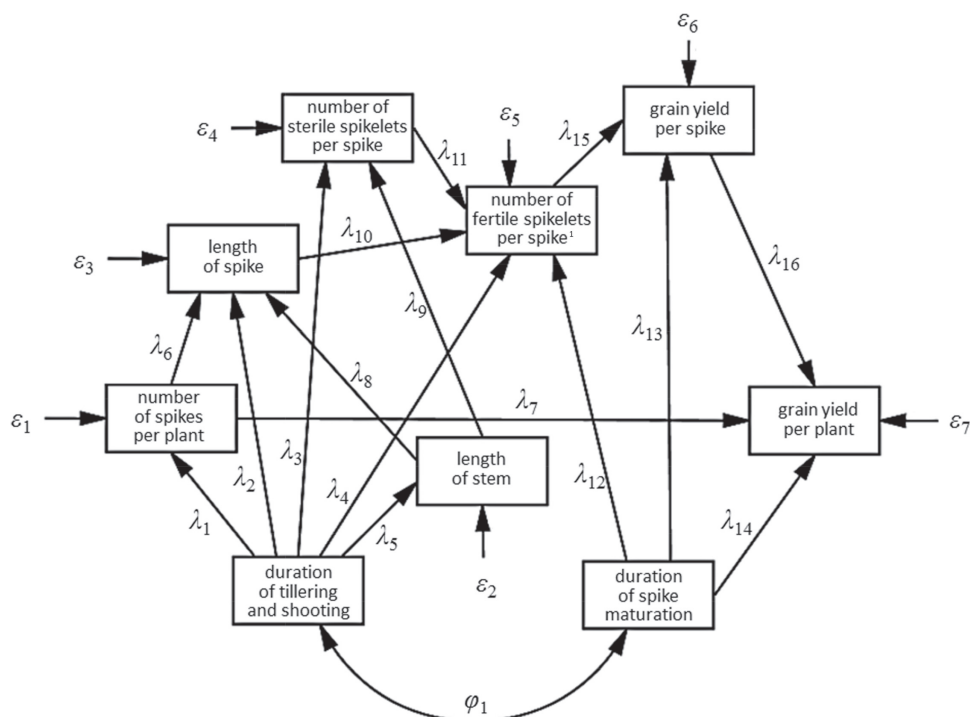 ε6
number of
sterile spikelets
per spike
grain yield
per spike
ε4
ε5
λ15
λ11
number of
fertile spikelets
per spike¹
length
of spike
λ10
ε3
λ16
λ9
λ13
λ6
λ8
number
of spikes
per plant
λ7
grain yield
per plant
ε1
ε7
λ3
length
of stem
λ2
λ4
λ12
λ1
λ5
λ14
duration
of tillering
and shooting
ε2
duration
of spike
maturation
φ1